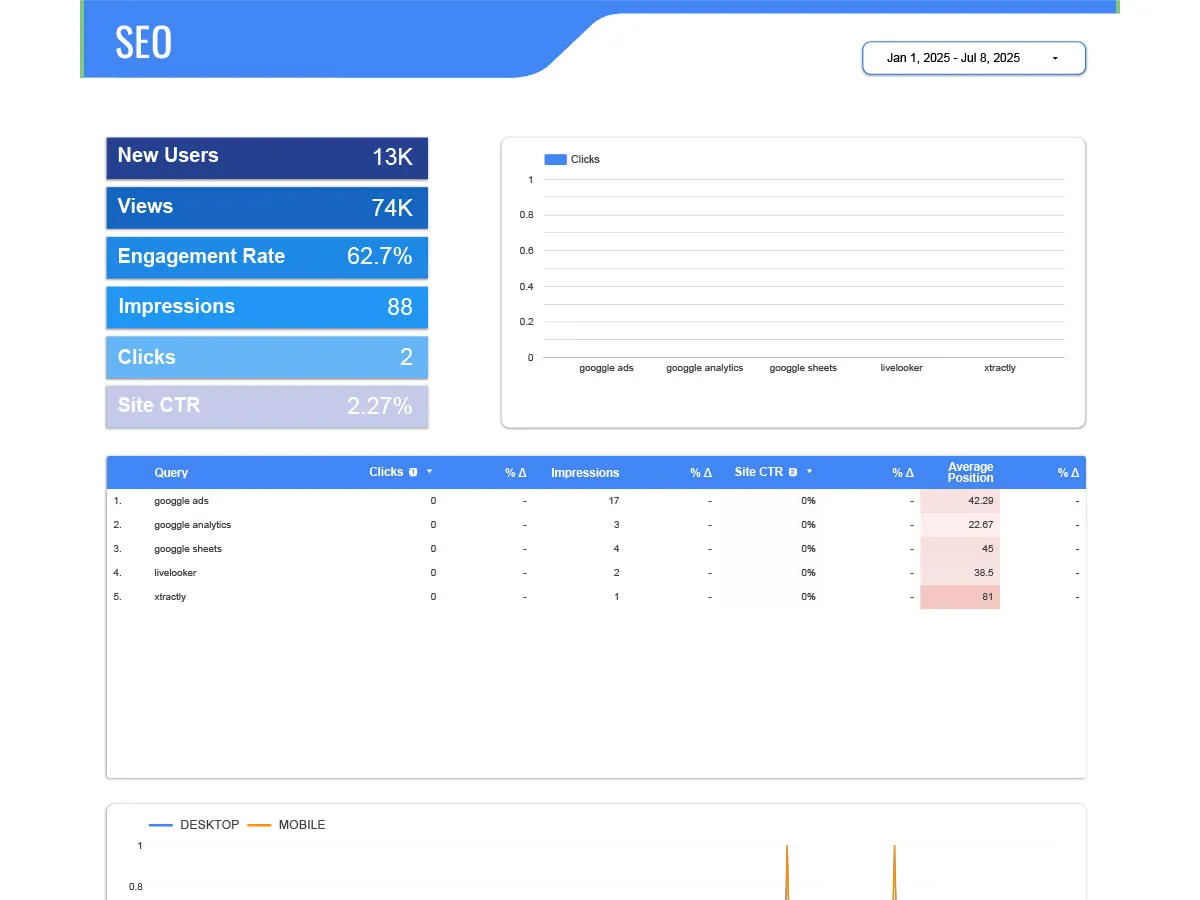 SEO
Jan 1, 2025 - Jul 8, 2025
New Users 13K
Views 74K
Engagement Rate 62.7%
Impressions 88
Clicks 2
Site CTR 2.27%
Clicks
1
0.8
0.6
0.4
0.2
0
googgle ads googgle analytics googgle sheets livelooker xtractly
Query Clicks 1 % Δ Impressions % Δ Site CTR 2 % Δ Average Position % Δ
1. googgle ads 0 - 17 - 0% - 42.29 -
2. googgle analytics 0 - 3 - 0% - 22.67 -
3. googgle sheets 0 - 4 - 0% - 45 -
4. livelooker 0 - 2 - 0% - 38.5 -
5. xtractly 0 - 1 - 0% - 81 -
DESKTOP MOBILE
1
0.8